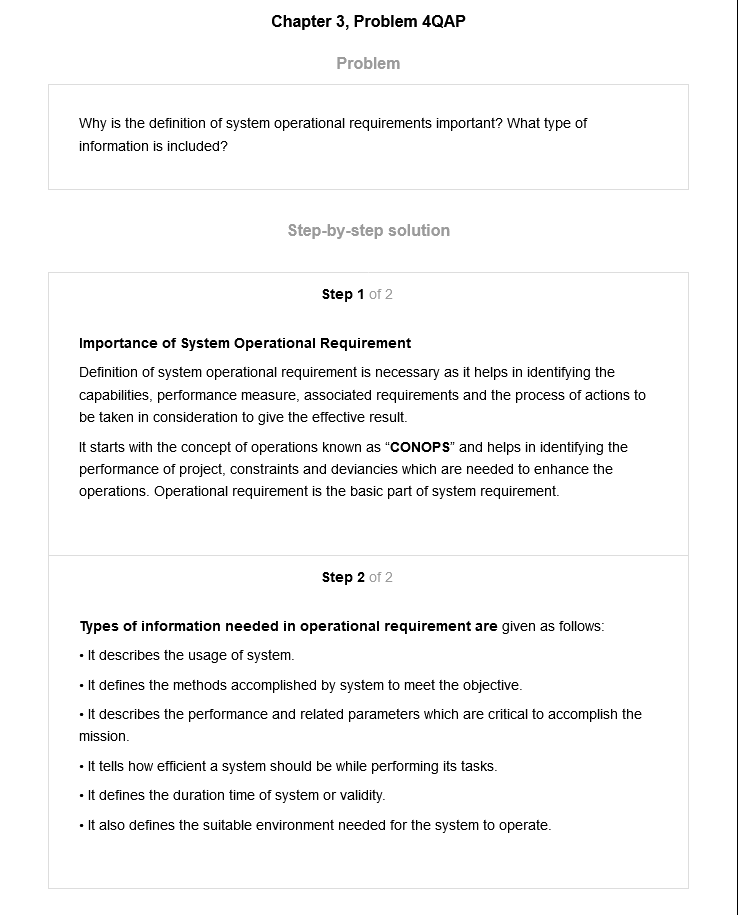 Chapter 3, Problem 4QAP
Problem
Why is the definition of system operational requirements important? What type of
information is included?
Step-by-step solution
Step 1 of 2
Importance of System Operational Requirement
Definition of system operational requirement is necessary as it helps in identifying the
capabilities, performance measure, associated requirements and the process of actions to
be taken in consideration to give the effective result.
It starts with the concept of operations known as “CONOPS” and helps in identifying the
performance of project, constraints and deviancies which are needed to enhance the
operations. Operational requirement is the basic part of system requirement.
Step 2 of 2
Types of information needed in operational requirement are given as follows:
• It describes the usage of system.
• It defines the methods accomplished by system to meet the objective.
• It describes the performance and related parameters which are critical to accomplish the
mission.
• It tells how efficient a system should be while performing its tasks.
• It defines the duration time of system or validity.
• It also defines the suitable environment needed for the system to operate.